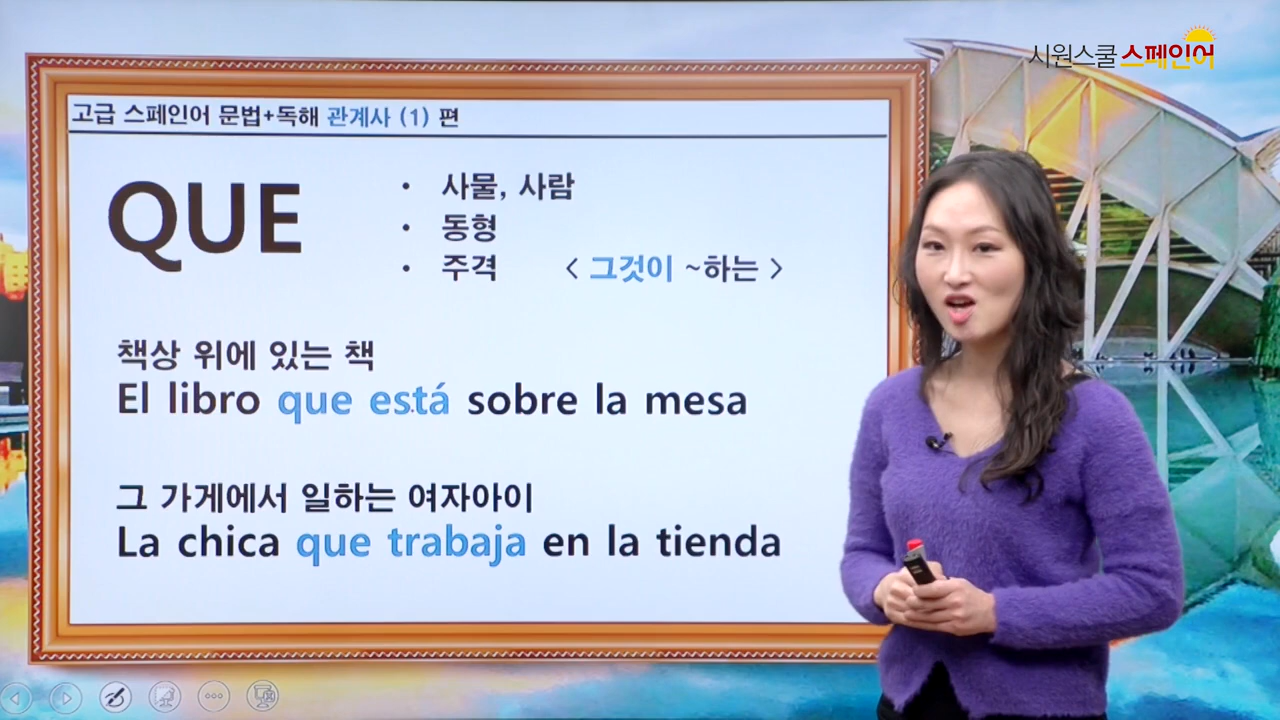 시원스쿨 스페인어
고급 스페인어 문법+독해 관계사 (1) 편
QUE
• 사물, 사람
• 동형
• 주격 < 그것이 ~하는 >
책상 위에 있는 책
El libro que está sobre la mesa
그 가게에서 일하는 여자아이
La chica que trabaja en la tienda